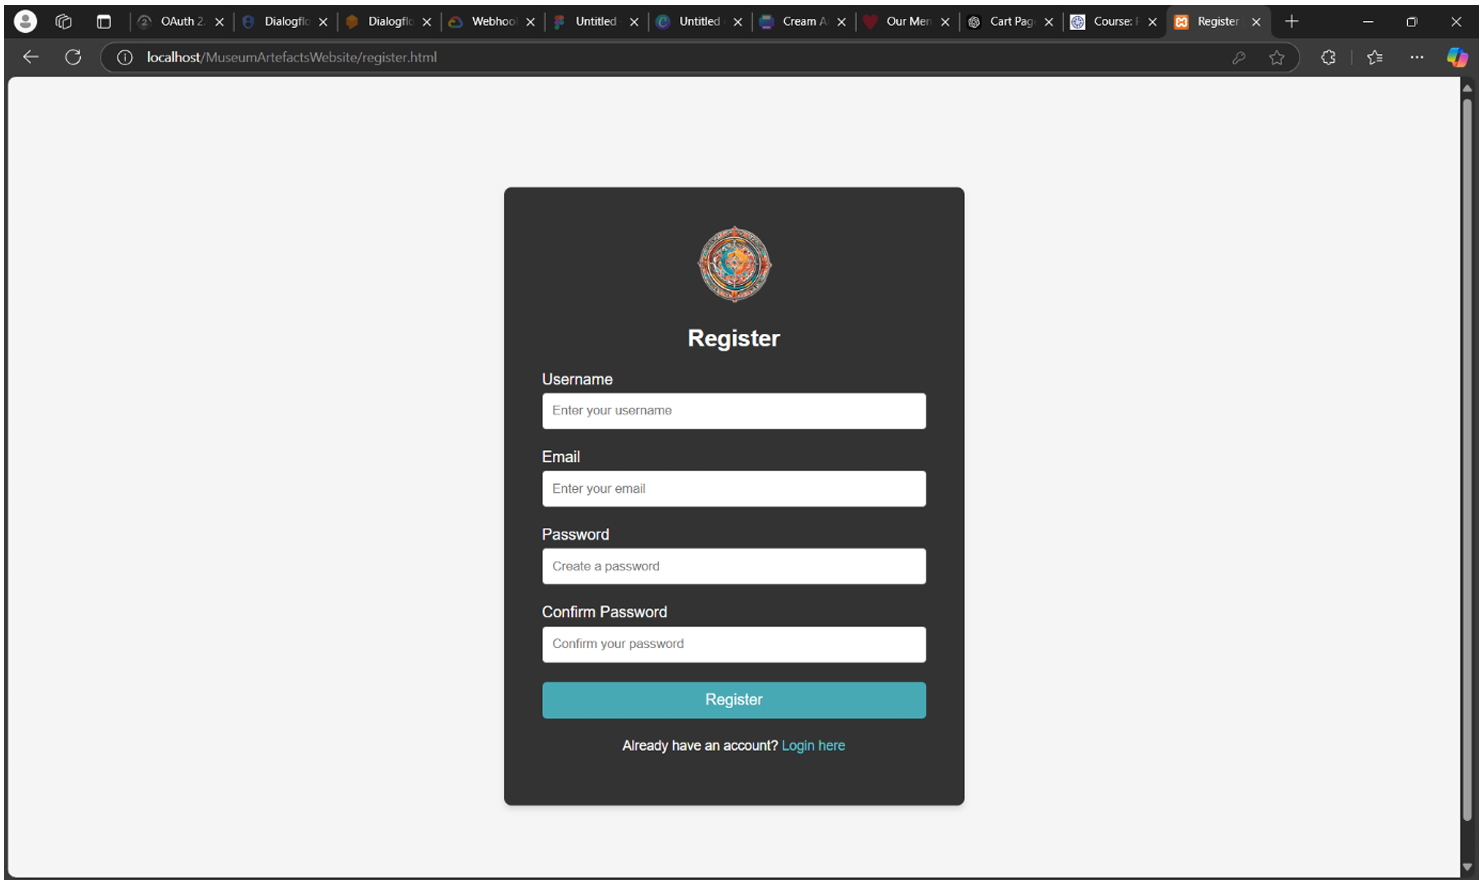 OAuth 2. Dialogflo Dialogflo Webhoo Untitled Untitled Cream A Our Men Cart Pag Course: Register
localhost/MuseumArtefactsWebsite/register.html
Register
Username
Enter your username
Email
Enter your email
Password
Create a password
Confirm Password
Confirm your password
Register
Already have an account? Login here